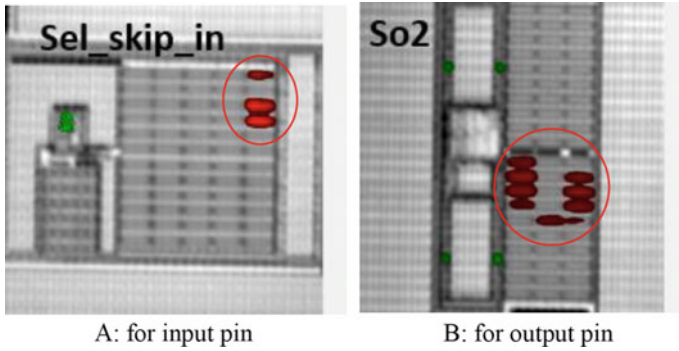 Sel_skip_in
So2
A: for input pin
B: for output pin